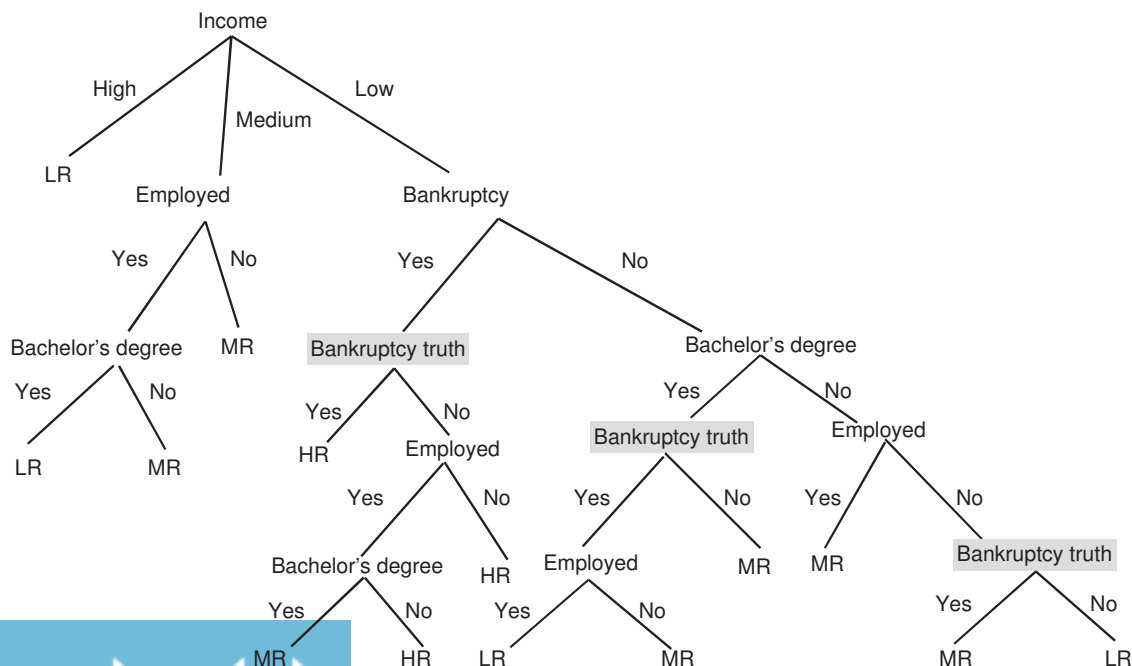 Income
High
Low
Medium
LR
Employed
Bankruptcy
Yes No
Yes
No
Bachelor's degree
MR
Bankruptcy truth
Bachelor's degree
Yes
No
Yes
No
Yes
No
Bankruptcy truth
Employed
LR
MR
HR
Employed
Yes
No
Yes
No
Yes
No
Bachelor's degree
HR
Employed
MR
MR
Bankruptcy truth
Yes
No
Yes
No
Yes
No
MR
HR
LR
MR
MR
LR